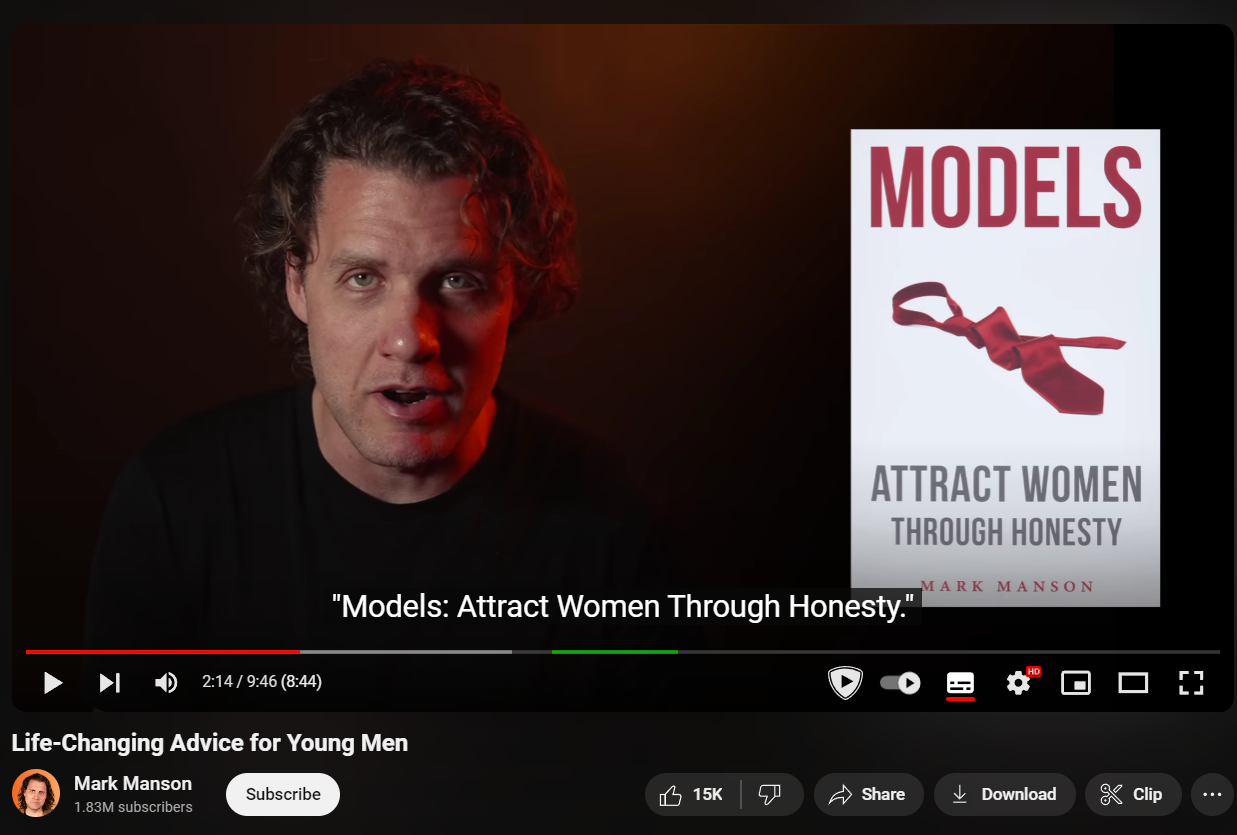 MODELS
ATTRACT WOMEN
THROUGH HONESTY
MARK MANSON
"Models: Attract Women Through Honesty."
2:14 / 9:46 (8:44)
HD
Life-Changing Advice for Young Men
Mark Manson
1.83M subscribers
Subscribe
15K
Share
Download
Clip